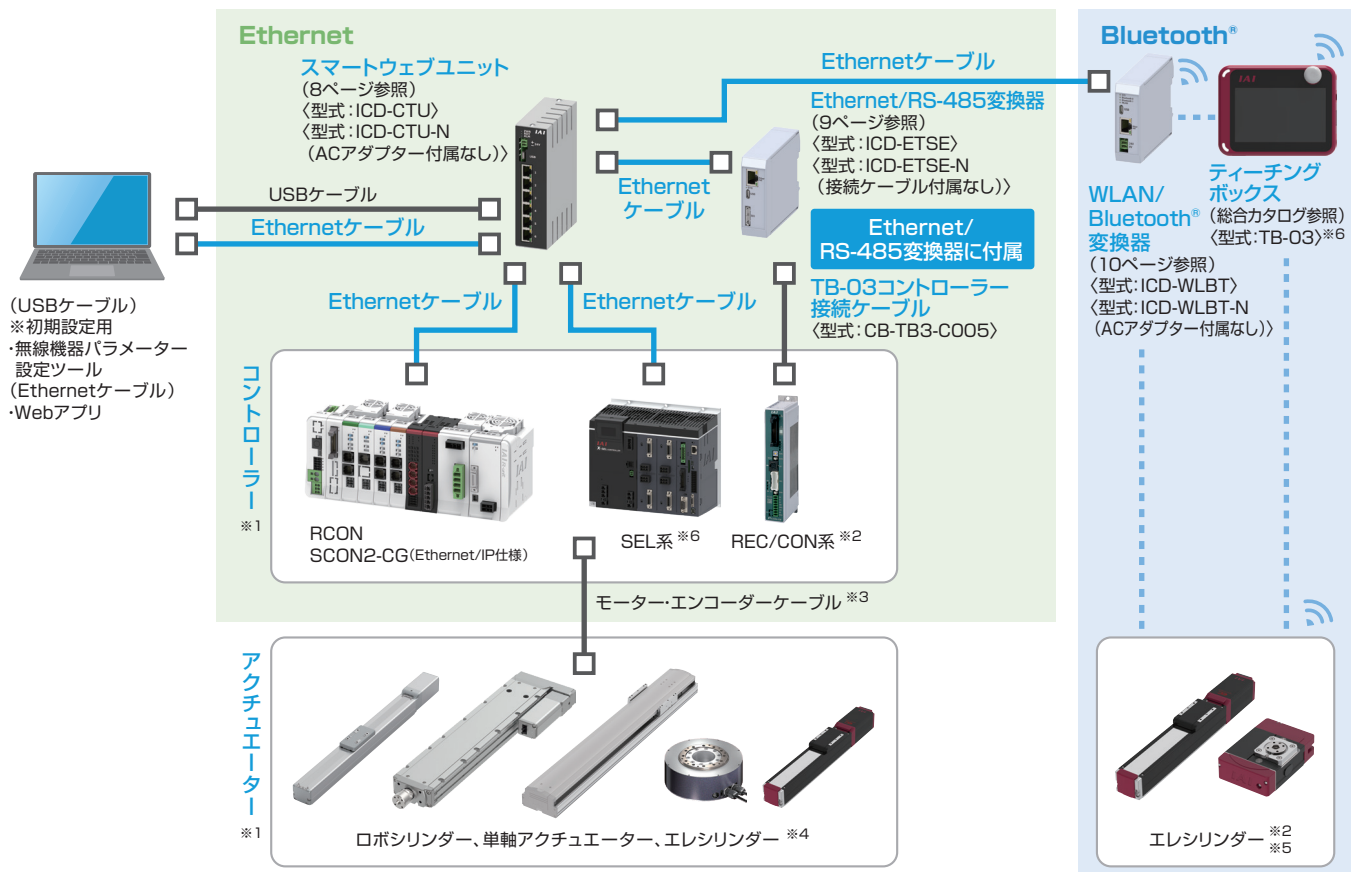 Ethernet
スマートウェブユニット
(8ページ参照)
〈型式:ICD-CTU〉
〈型式:ICD-CTU-N
(ACアダプター付属なし)〉
IAI
USBケーブル
Ethernetケーブル
(USBケーブル)
※初期設定用
・無線機器パラメーター
設定ツール
(Ethernetケーブル)
・Webアプリ
Ethernetケーブル
Ethernet
ケーブル
Ethernet/RS-485変換器
(9ページ参照)
〈型式:ICD-ETSE〉
〈型式:ICD-ETSE-N
(接続ケーブル付属なし)〉
Ethernet/
RS-485変換器に付属
TB-03コントローラー
接続ケーブル
〈型式:CB-TB3-C005〉
Ethernetケーブル
Ethernetケーブル
コントローラー
※1
RCON
SCON2-CG(Ethernet/IP仕様)
IAI
SEL系 ※6
REC/CON系 ※2
モーター・エンコーダーケーブル ※3
アクチュエーター
※1
ロボシリンダー、単軸アクチュエーター、エレシリンダー ※4
Bluetooth®
IAI
WLAN/
Bluetooth®
変換器
(10ページ参照)
〈型式:ICD-WLBT〉
〈型式:ICD-WLBT-N
(ACアダプター付属なし)〉
ティーチング
ボックス
(総合カタログ参照)
〈型式:TB-03〉※6
エレシリンダー ※2
※5